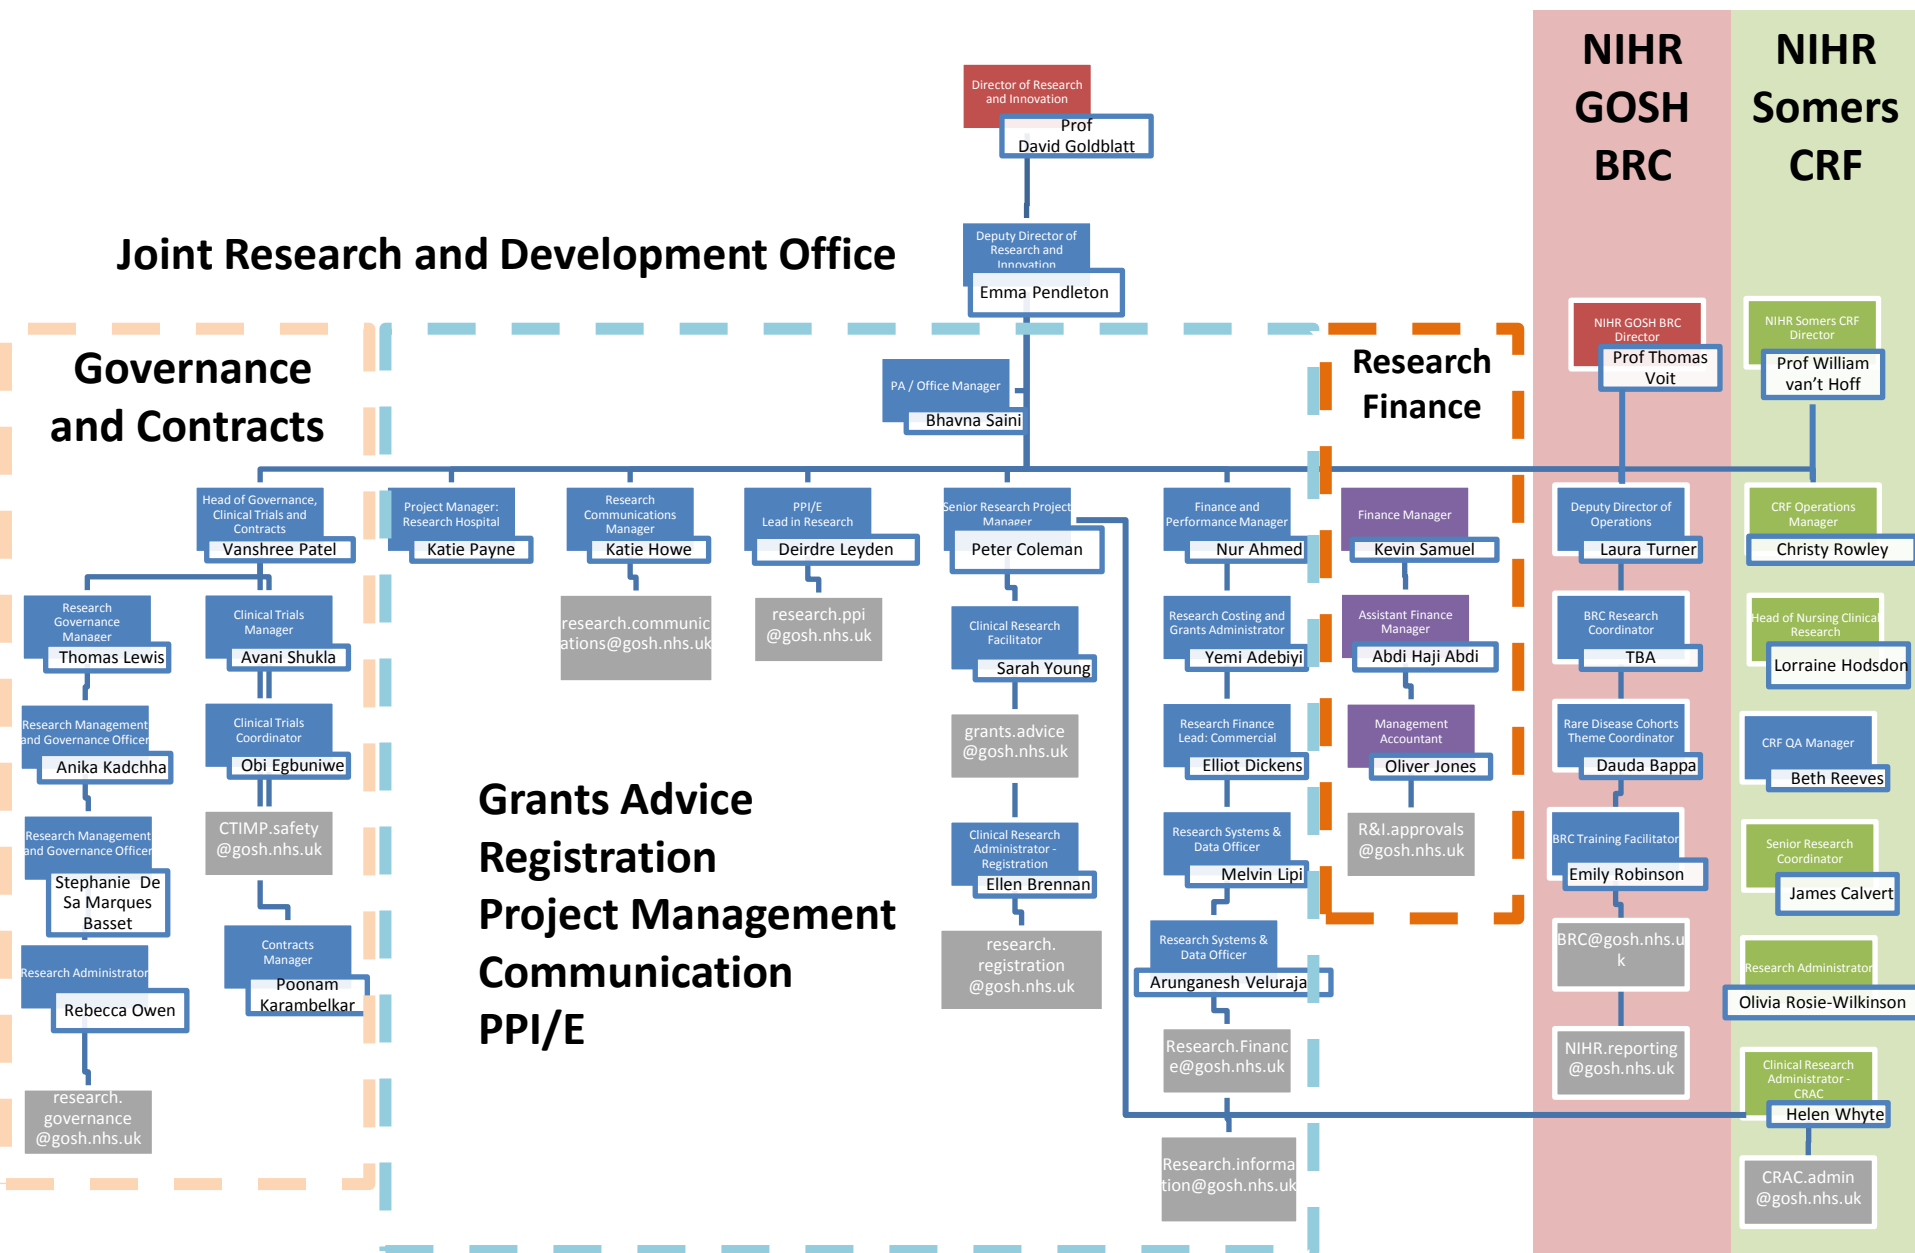 NIHR
GOSH
BRC
NIHR
Somers
CRF
Director of Research
and Innovation
Prof
David Goldblatt
Joint Research and Development Office
Deputy Director of
Research and
Innovation
Emma Pendleton
Governance
and Contracts
PA / Office Manager
Bhavna Saini
Research
Finance
NIHR GOSH BRC
Director
Prof Thomas
Voit
NIHR Somers CRF
Director
Prof William
van't Hoff
Head of Governance,
Clinical Trials and
Contracts
Vanshree Patel
Project Manager:
Research Hospital
Katie Payne
Research
Communications
Manager
Katie Howe
PPI/E
Lead in Research
Deirdre Leyden
Senior Research Project
Manager
Peter Coleman
Finance and
Performance Manager
Nur Ahmed
Finance Manager
Kevin Samuel
Deputy Director of
Operations
Laura Turner
CRF Operations
Manager
Christy Rowley
Research
Governance
Manager
Thomas Lewis
Clinical Trials
Manager
Avani Shukla
research.communic
ations@gosh.nhs.uk
research.ppi
@gosh.nhs.uk
Clinical Research
Facilitator
Sarah Young
Research Costing and
Grants Administrator
Yemi Adebiyi
Assistant Finance
Manager
Abdi Haji Abdi
BRC Research
Coordinator
TBA
Head of Nursing Clinical
Research
Lorraine Hodsdon
Research Management
and Governance Officer
Anika Kadchha
Clinical Trials
Coordinator
Obi Egbuniwe
grants.advice
@gosh.nhs.uk
Research Finance
Lead: Commercial
Elliot Dickens
Management
Accountant
Oliver Jones
Rare Disease Cohorts
Theme Coordinator
Dauda Bappa
CRF QA Manager
Beth Reeves
Grants Advice
Registration
Project Management
Communication
PPI/E
Research Management
and Governance Officer
Stephanie De
Sa Marques
Basset
CTIMP.safety
@gosh.nhs.uk
Clinical Research
Administrator -
Registration
Ellen Brennan
Research Systems &
Data Officer
Melvin Lipi
R&I.approvals
@gosh.nhs.uk
BRC Training Facilitator
Emily Robinson
Senior Research
Coordinator
James Calvert
Research Administrator
Rebecca Owen
Contracts
Manager
Poonam
Karambelkar
research.
registration
@gosh.nhs.uk
Research Systems &
Data Officer
Arunganesh Veluraja
BRC@gosh.nhs.u
k
Research Administrator
Olivia Rosie-Wilkinson
research.
governance
@gosh.nhs.uk
Research.Financ
e@gosh.nhs.uk
NIHR.reporting
@gosh.nhs.uk
Clinical Research
Administrator -
CRAC
Helen Whyte
Research.informa
tion@gosh.nhs.uk
CRAC.admin
@gosh.nhs.uk